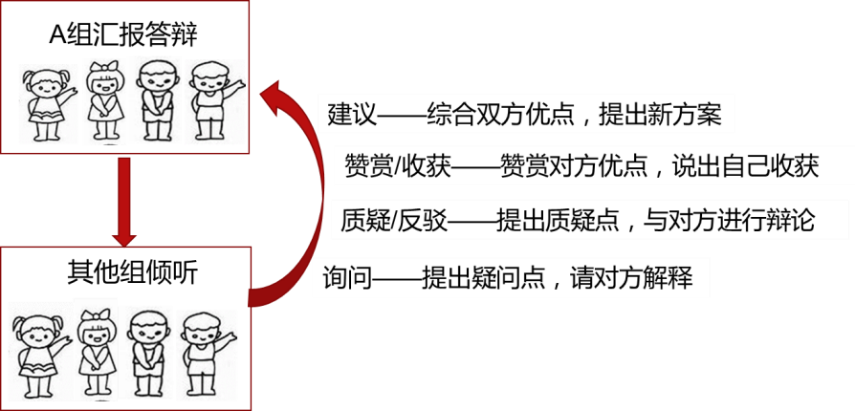 A组汇报答辩
建议——综合双方优点，提出新方案
赞赏/收获——赞赏对方优点，说出自己收获
质疑/反驳——提出质疑点，与对方进行辩论
其他组倾听
询问——提出疑问点，请对方解释